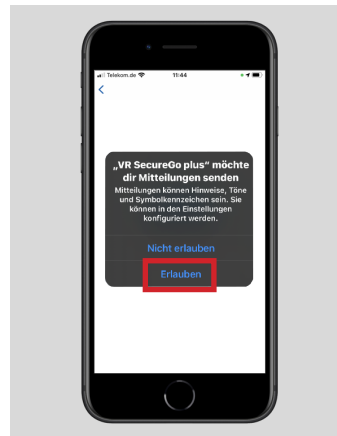 Telekom.de 11:44
„VR SecureGo plus“ möchte
dir Mitteilungen senden
Mitteilungen können Hinweise, Töne
und Symbolkennzeichen sein. Sie
können in den Einstellungen
konfiguriert werden.
Nicht erlauben
Erlauben